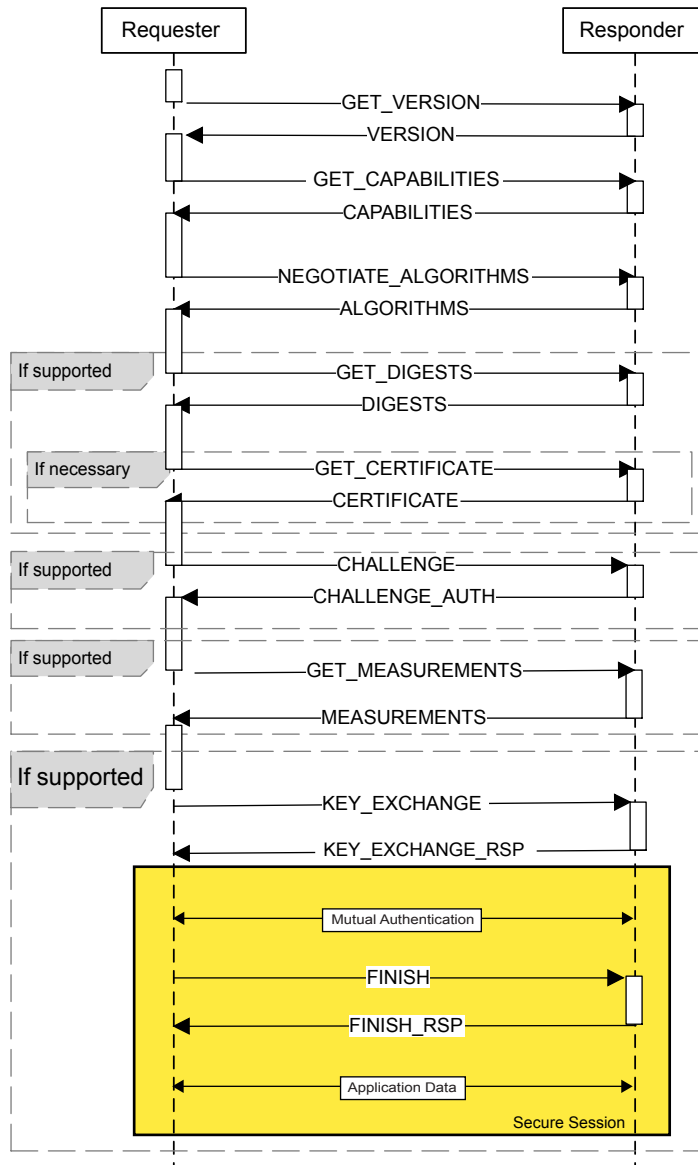 Requester
Responder
GET_VERSION
VERSION
GET_CAPABILITIES
CAPABILITIES
NEGOTIATE_ALGORITHMS
ALGORITHMS
If supported
GET_DIGESTS
DIGESTS
If necessary
GET_CERTIFICATE
CERTIFICATE
If supported
CHALLENGE
CHALLENGE_AUTH
If supported
GET_MEASUREMENTS
MEASUREMENTS
If supported
KEY_EXCHANGE
KEY_EXCHANGE_RSP
Mutual Authentication
FINISH
FINISH_RSP
Application Data
Secure Session